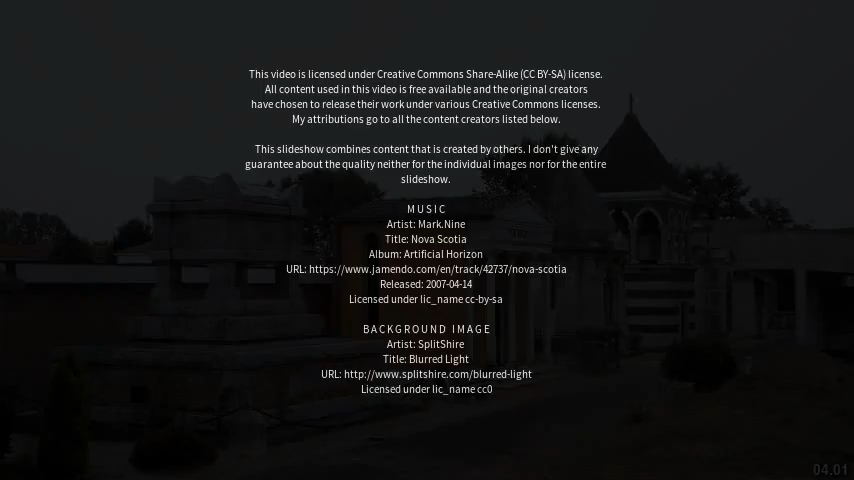 This video is licensed under Creative Commons Share-Alike (CC BY-SA) license.
All content used in this video is free available and the original creators
have chosen to release their work under various Creative Commons licenses.
My attributions go to all the content creators listed below.
This slideshow combines content that is created by others. I don't give any
guarantee about the quality neither for the individual images nor for the entire
slideshow.
MUSIC
Artist: Mark.Nine
Title: Nova Scotia
Album: Artificial Horizon
URL: https://www.jamendo.com/en/track/42737/nova-scotia
Released: 2007-04-14
Licensed under lic_name cc-by-sa
BACKGROUND IMAGE
Artist: SplitShire
Title: Blurred Light
URL: http://www.splitshire.com/blurred-light
Licensed under lic_name cc0
04.01